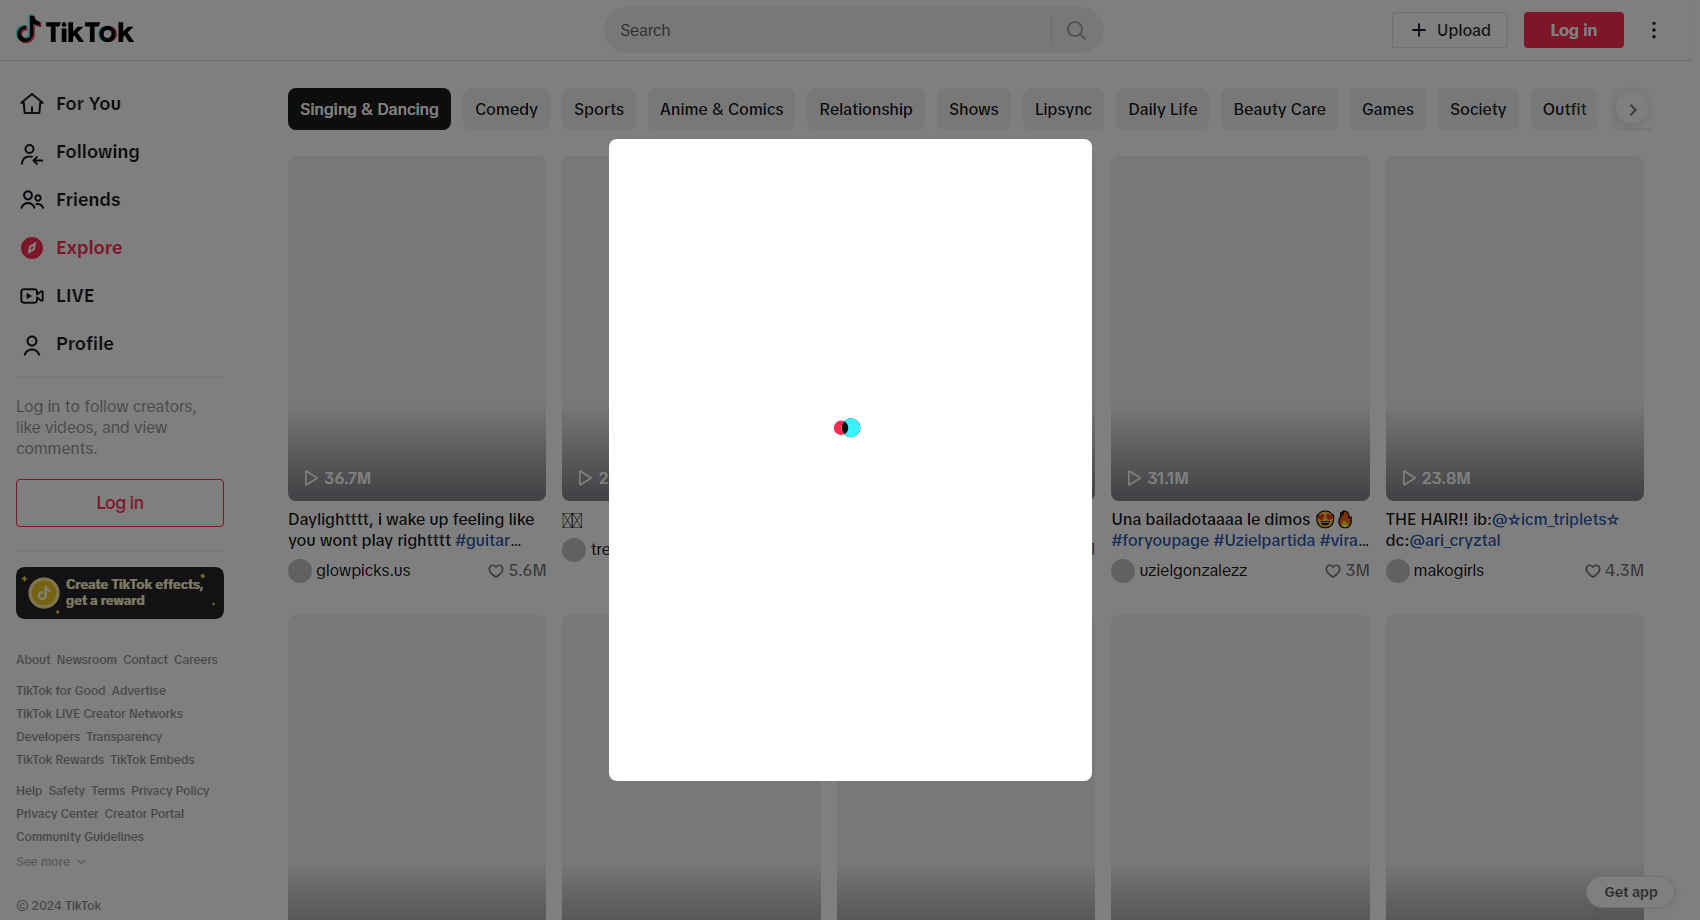 TikTok
Search
Upload
Log in
For You
Following
Friends
Explore
LIVE
Profile
Log in to follow creators,
like videos, and view
comments.
Log in
Create TikTok effects,
get a reward
About Newsroom Contact Careers
TikTok for Good Advertise
TikTok LIVE Creator Networks
Developers Transparency
TikTok Rewards TikTok Embeds
Help Safety Terms Privacy Policy
Privacy Center Creator Portal
Community Guidelines
See more
© 2024 TikTok
Singing & Dancing Comedy Sports Anime & Comics Relationship Shows Lipsync Daily Life Beauty Care Games Society Outfit
36.7M
Daylightttt, i wake up feeling like
you wont play rightttt #guitar...
glowpicks.us 5.6M
2
tre
31.1M
Una bailadotaaaa le dimos 😍🔥
#foryoupage #Uzielpartida #vira...
uzielgonzalezz 3M
23.8M
THE HAIR!! ib:@☆icm_triplets☆
dc:@ari_cryztal
makogirls 4.3M
Get app